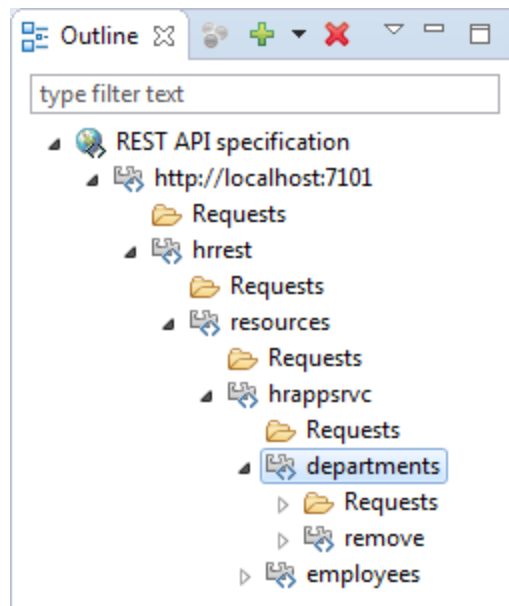 Outline
type filter text
REST API specification
http://localhost:7101
Requests
hrrest
Requests
resources
Requests
hrappsrvc
Requests
departments
Requests
remove
employees